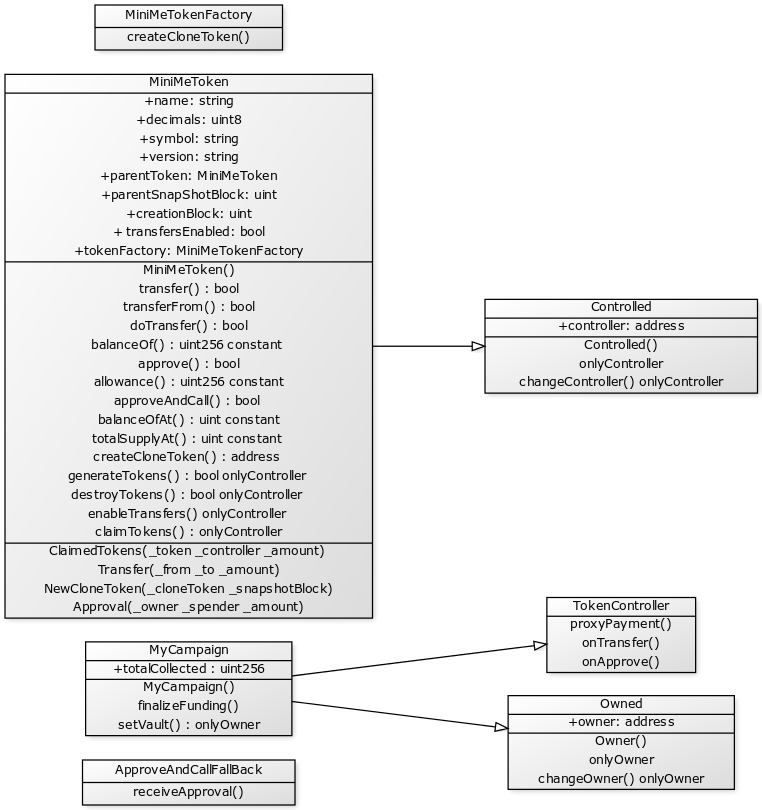 MiniMeTokenFactory
createCloneToken()
MiniMeToken
+name: string
+decimals: uint8
+symbol: string
+version: string
+parentToken: MiniMeToken
+parentSnapShotBlock: uint
+creationBlock: uint
+ transfersEnabled: bool
+tokenFactory: MiniMeTokenFactory
MiniMeToken()
transfer() : bool
transferFrom() : bool
doTransfer() : bool
balanceOf() : uint256 constant
approve() : bool
allowance() : uint256 constant
approveAndCall() : bool
balanceOfAt() : uint constant
totalSupplyAt() : uint constant
createCloneToken() : address
generateTokens() : bool onlyController
destroyTokens() : bool onlyController
enableTransfers() onlyController
claimTokens() : onlyController
ClaimedTokens(_token _controller _amount)
Transfer(_from _to _amount)
NewCloneToken(_cloneToken _snapshotBlock)
Approval(_owner _spender _amount)
Controlled
+controller: address
Controlled()
onlyController
changeController() onlyController
TokenController
proxyPayment()
onTransfer()
onApprove()
MyCampaign
+totalCollected : uint256
MyCampaign()
finalizeFunding()
setVault() : onlyOwner
Owned
+owner: address
Owner()
onlyOwner
changeOwner() onlyOwner
ApproveAndCallFallBack
receiveApproval()